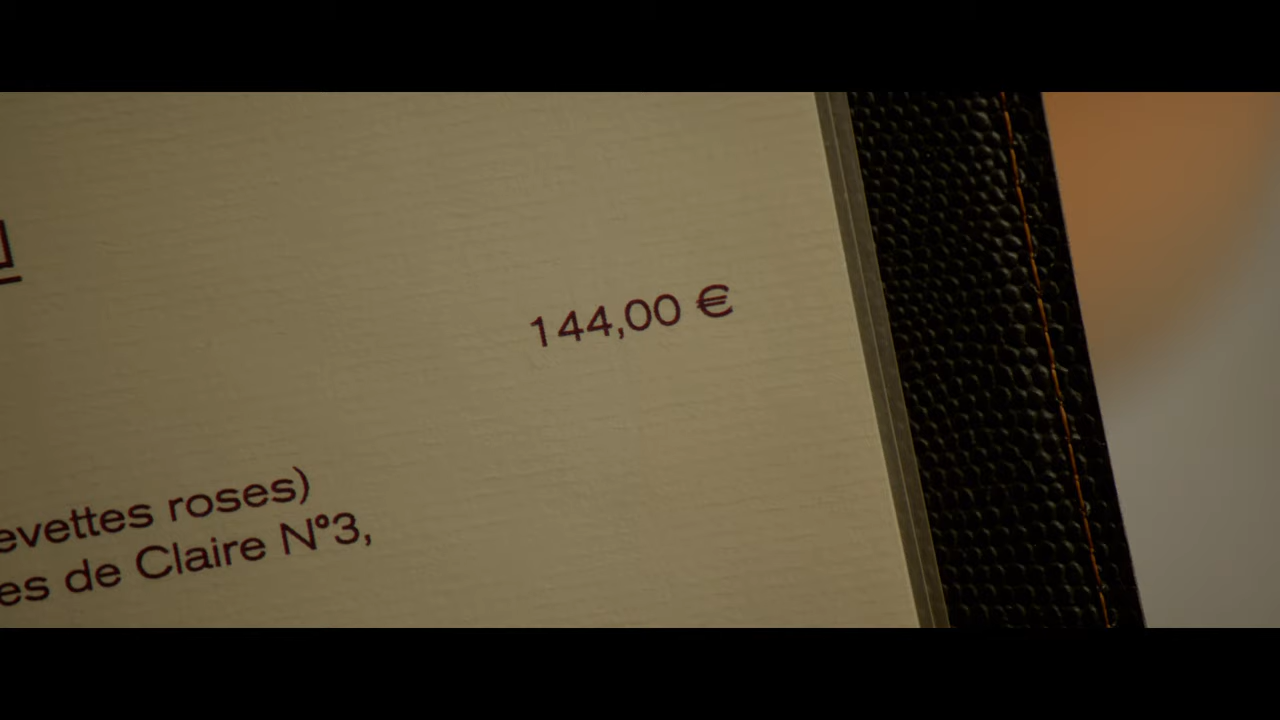 144,00 €
evettes roses)
es de Claire N°3,